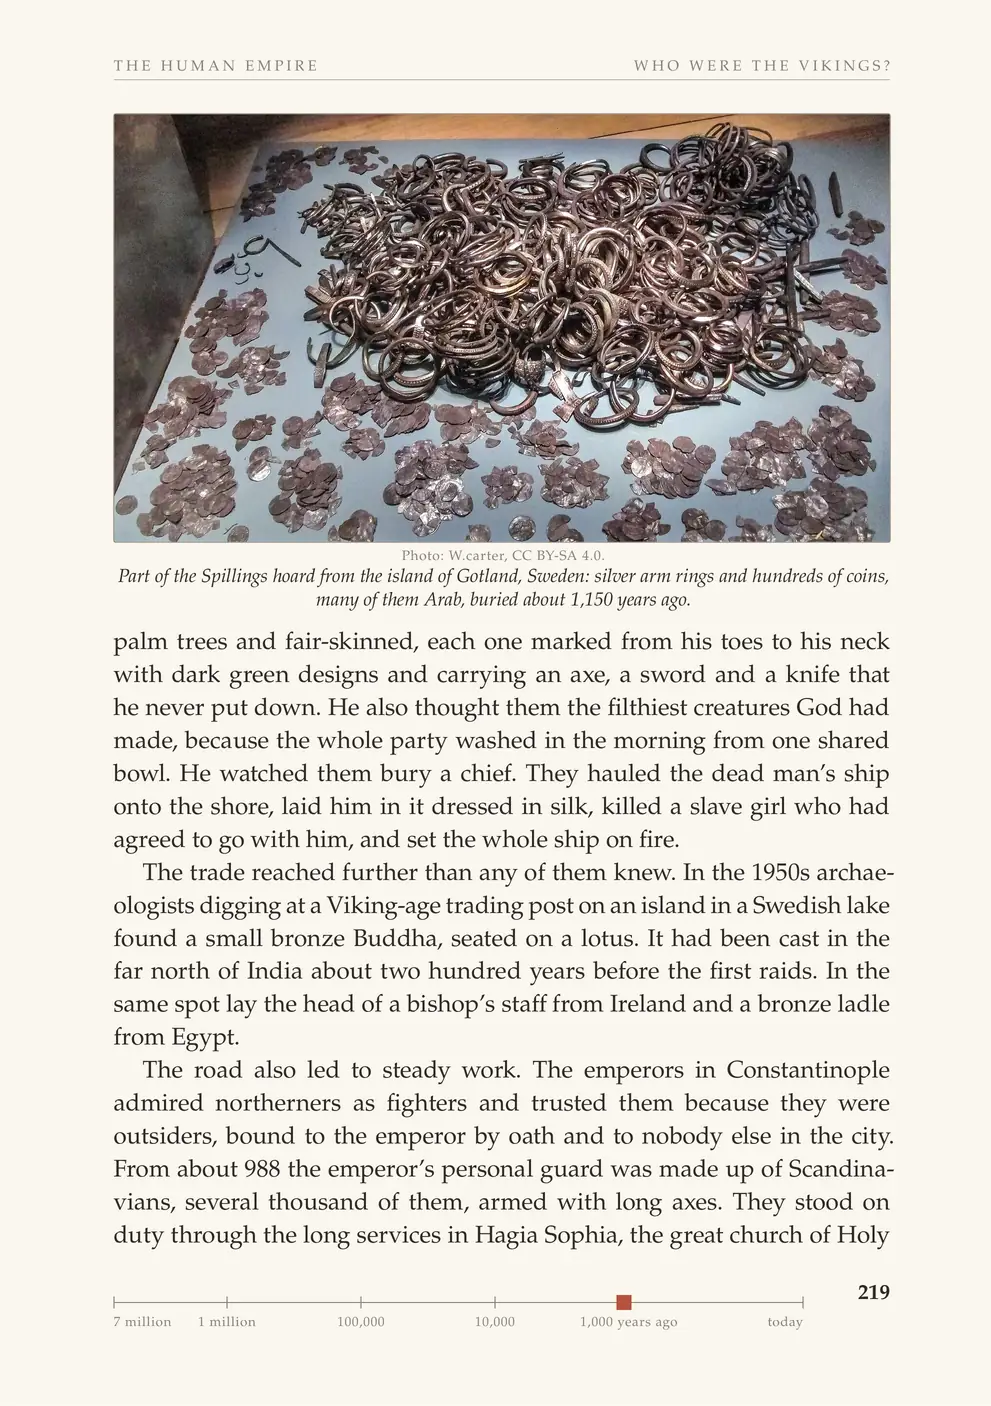 THE HUMAN EMPIRE
WHO WERE THE VIKINGS?
Photo: W.carter, CC BY-SA 4.0.
Part of the Spillings hoard from the island of Gotland, Sweden: silver arm rings and hundreds of coins,
many of them Arab, buried about 1,150 years ago.
palm trees and fair-skinned, each one marked from his toes to his neck
with dark green designs and carrying an axe, a sword and a knife that
he never put down. He also thought them the filthiest creatures God had
made, because the whole party washed in the morning from one shared
bowl. He watched them bury a chief. They hauled the dead man’s ship
onto the shore, laid him in it dressed in silk, killed a slave girl who had
agreed to go with him, and set the whole ship on fire.
The trade reached further than any of them knew. In the 1950s archae-
ologists digging at a Viking-age trading post on an island in a Swedish lake
found a small bronze Buddha, seated on a lotus. It had been cast in the
far north of India about two hundred years before the first raids. In the
same spot lay the head of a bishop’s staff from Ireland and a bronze ladle
from Egypt.
The road also led to steady work. The emperors in Constantinople
admired northerners as fighters and trusted them because they were
outsiders, bound to the emperor by oath and to nobody else in the city.
From about 988 the emperor’s personal guard was made up of Scandina-
vians, several thousand of them, armed with long axes. They stood on
duty through the long services in Hagia Sophia, the great church of Holy
219
7 million 1 million 100,000 10,000 1,000 years ago today